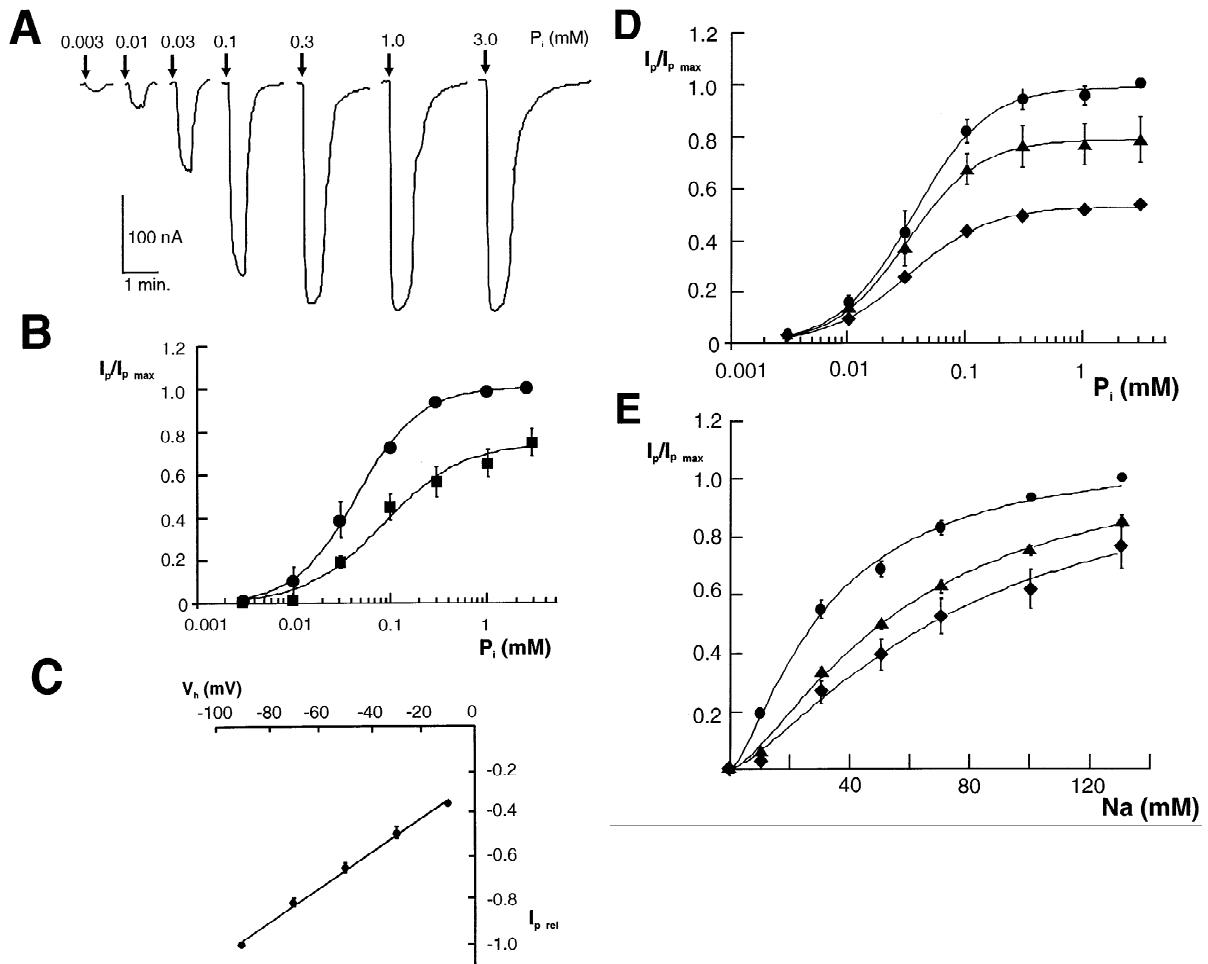 A
0.003 0.01 0.03 0.1 0.3 1.0 3.0 Pi (mM)
100 nA
1 min.
B
Ip/Ip max
1.2
1.0
0.8
0.6
0.4
0.2
0
0.001 0.01 0.1 1
Pi (mM)
C
Vh (mV)
-100 -80 -60 -40 -20 0
-0.2
-0.4
-0.6
-0.8
-1.0
Ip rel
D
1.2
Ip/Ip max
1.0
0.8
0.6
0.4
0.2
0
0.001 0.01 0.1 1
Pi (mM)
E
1.2
Ip/Ip max
1.0
0.8
0.6
0.4
0.2
40 80 120
Na (mM)